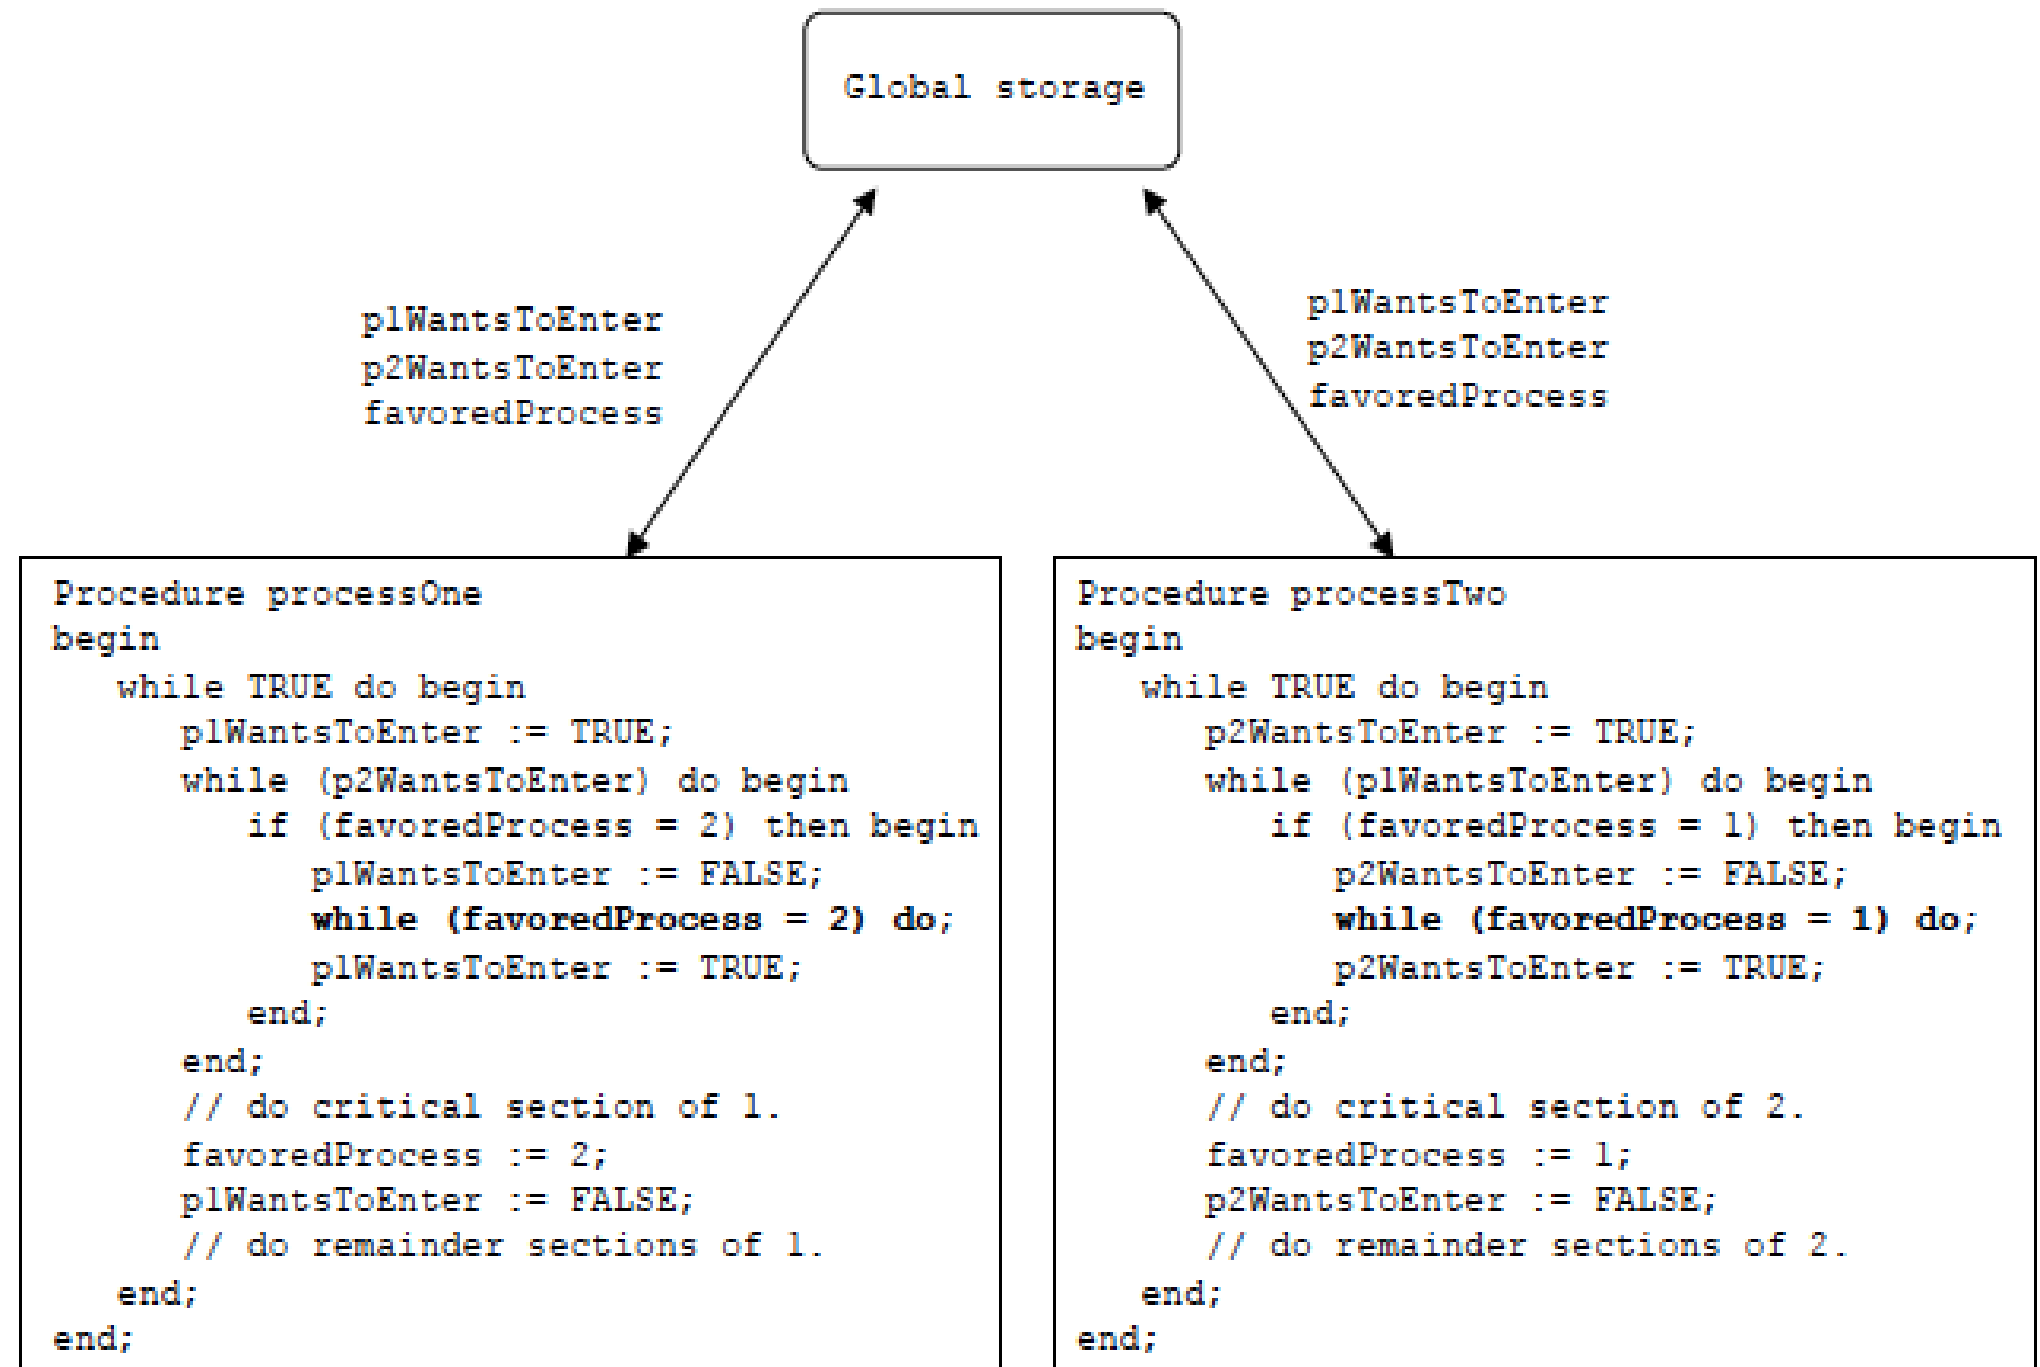 Global storage
p1WantsToEnter
p2WantsToEnter
favoredProcess
p1WantsToEnter
p2WantsToEnter
favoredProcess
Procedure processOne
begin
while TRUE do begin
p1WantsToEnter := TRUE;
while (p2WantsToEnter) do begin
if (favoredProcess = 2) then begin
p1WantsToEnter := FALSE;
while (favoredProcess = 2) do;
p1WantsToEnter := TRUE;
end;
end;
// do critical section of 1.
favoredProcess := 2;
p1WantsToEnter := FALSE;
// do remainder sections of 1.
end;
end;
Procedure processTwo
begin
while TRUE do begin
p2WantsToEnter := TRUE;
while (p1WantsToEnter) do begin
if (favoredProcess = 1) then begin
p2WantsToEnter := FALSE;
while (favoredProcess = 1) do;
p2WantsToEnter := TRUE;
end;
end;
// do critical section of 2.
favoredProcess := 1;
p2WantsToEnter := FALSE;
// do remainder sections of 2.
end;
end;